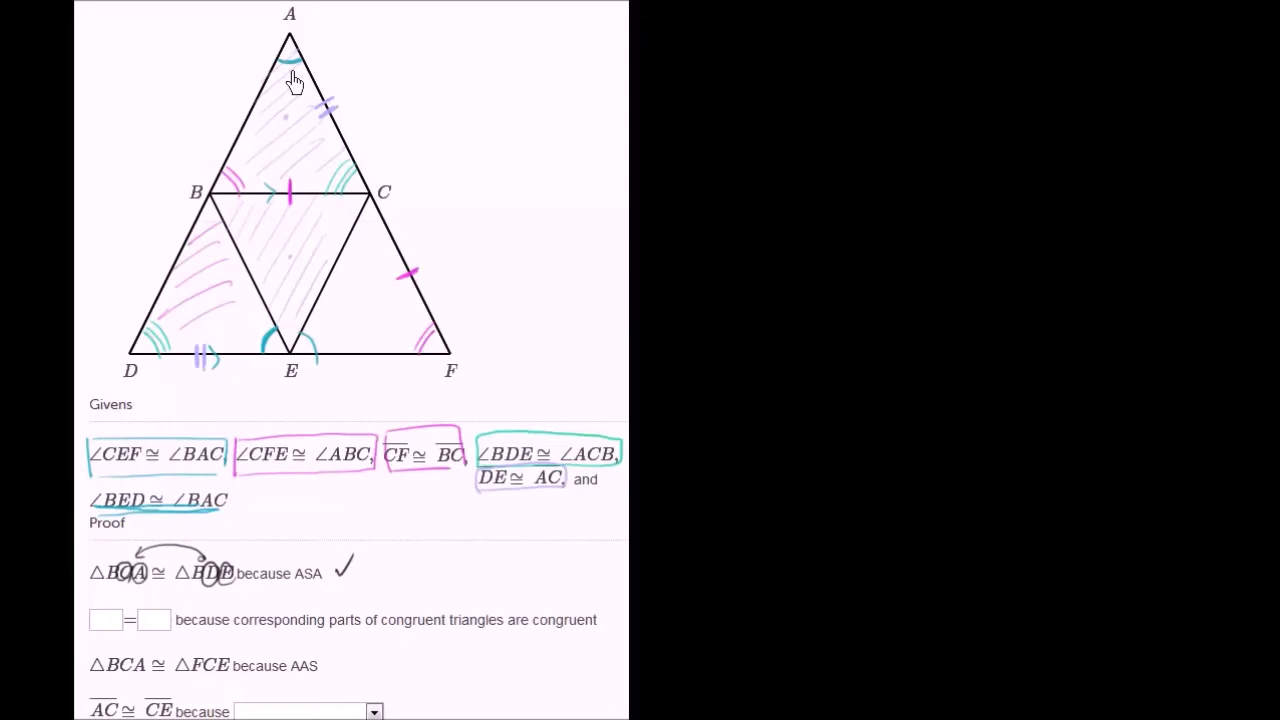 A
B
C
D
E
F
Givens
∠CEF ≅ ∠BAC, ∠CFE ≅ ∠ABC, CF ≅ BC, ∠BDE ≅ ∠ACB,
DE ≅ AC, and
∠BED ≅ ∠BAC
Proof
△BCA ≅ △BDE because ASA ✓
= because corresponding parts of congruent triangles are congruent
△BCA ≅ △FCE because AAS
AC ≅ CE because